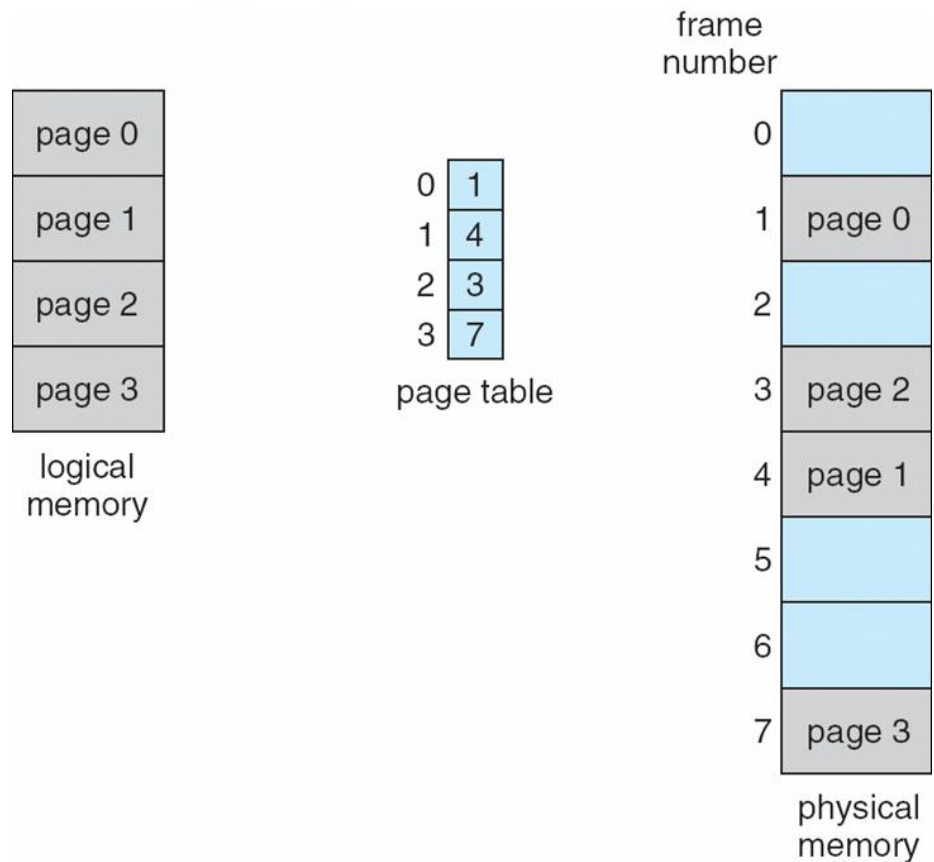 page 0
page 1
page 2
page 3
logical
memory
0 1
1 4
2 3
3 7
page table
frame
number
0
1 page 0
2
3 page 2
4 page 1
5
6
7 page 3
physical
memory